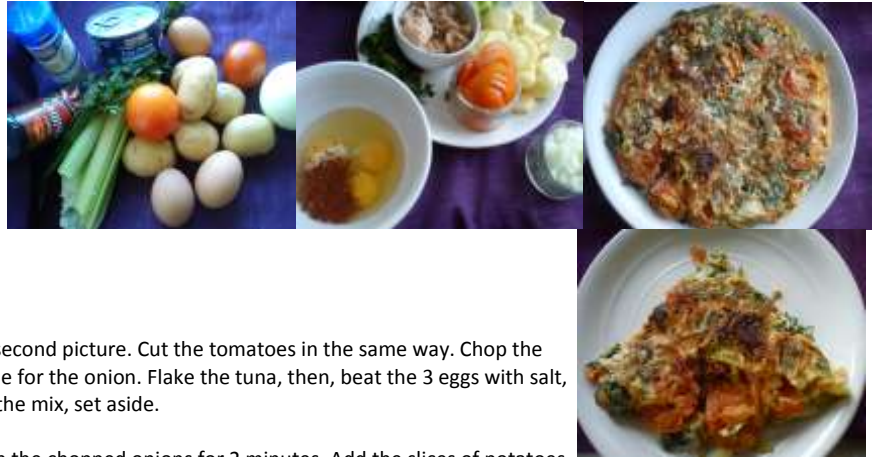 second picture. Cut the tomatoes in the same way. Chop the
e for the onion. Flake the tuna, then, beat the 3 eggs with salt,
the mix, set aside.
the chopped onions for 2 minutes. Add the slices of potatoes